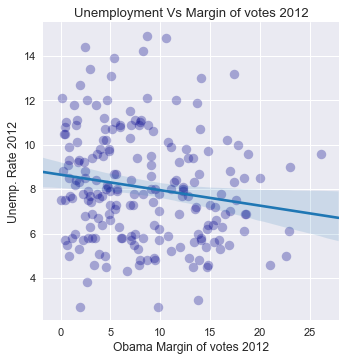 Unemployment Vs Margin of votes 2012
Unemp. Rate 2012
14
12
10
8
6
4
0 5 10 15 20 25
Obama Margin of votes 2012